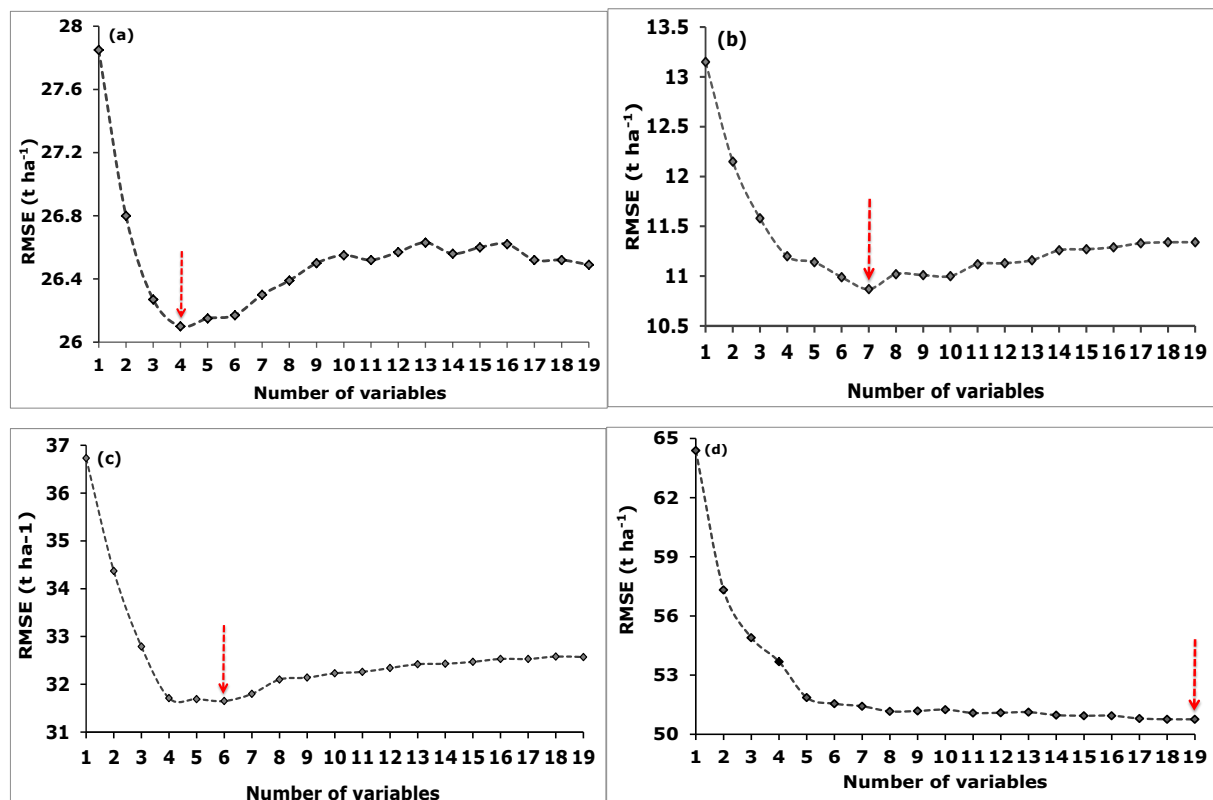 (a)
RMSE (t ha⁻¹)
28
27.6
27.2
26.8
26.4
26
1 2 3 4 5 6 7 8 9 10 11 12 13 14 15 16 17 18 19
Number of variables
(b)
RMSE (t ha⁻¹)
13.5
13
12.5
12
11.5
11
10.5
1 2 3 4 5 6 7 8 9 10 11 12 13 14 15 16 17 18 19
Number of variables
(c)
RMSE (t ha-1)
37
36
35
34
33
32
31
1 2 3 4 5 6 7 8 9 10 11 12 13 14 15 16 17 18 19
Number of variables
(d)
RMSE (t ha⁻¹)
65
62
59
56
53
50
1 2 3 4 5 6 7 8 9 10 11 12 13 14 15 16 17 18 19
Number of variables